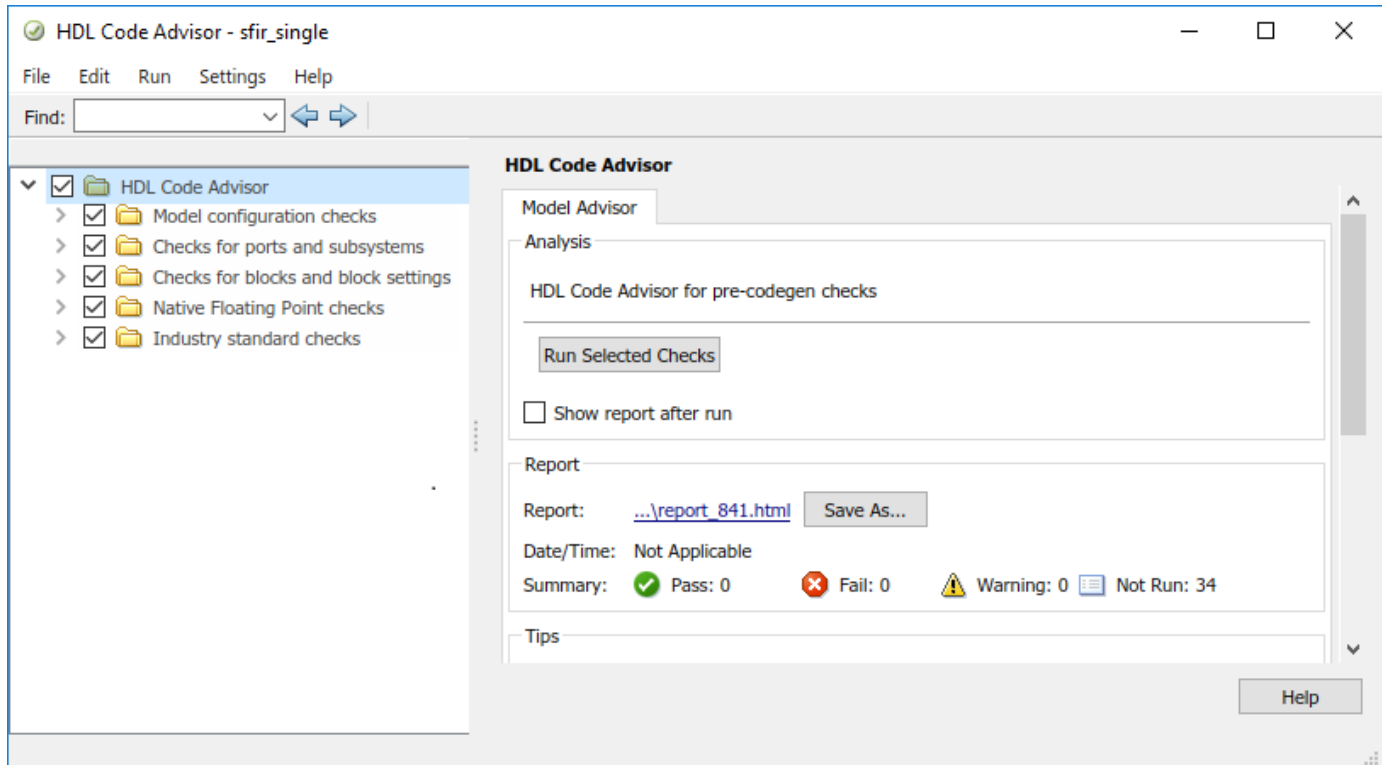 HDL Code Advisor - sfir_single
File Edit Run Settings Help
Find:
HDL Code Advisor
Model configuration checks
Checks for ports and subsystems
Checks for blocks and block settings
Native Floating Point checks
Industry standard checks
HDL Code Advisor
Model Advisor
Analysis
HDL Code Advisor for pre-codegen checks
Run Selected Checks
Show report after run
Report
Report: ...\report_841.html Save As...
Date/Time: Not Applicable
Summary: Pass: 0 Fail: 0 Warning: 0 Not Run: 34
Tips
Help